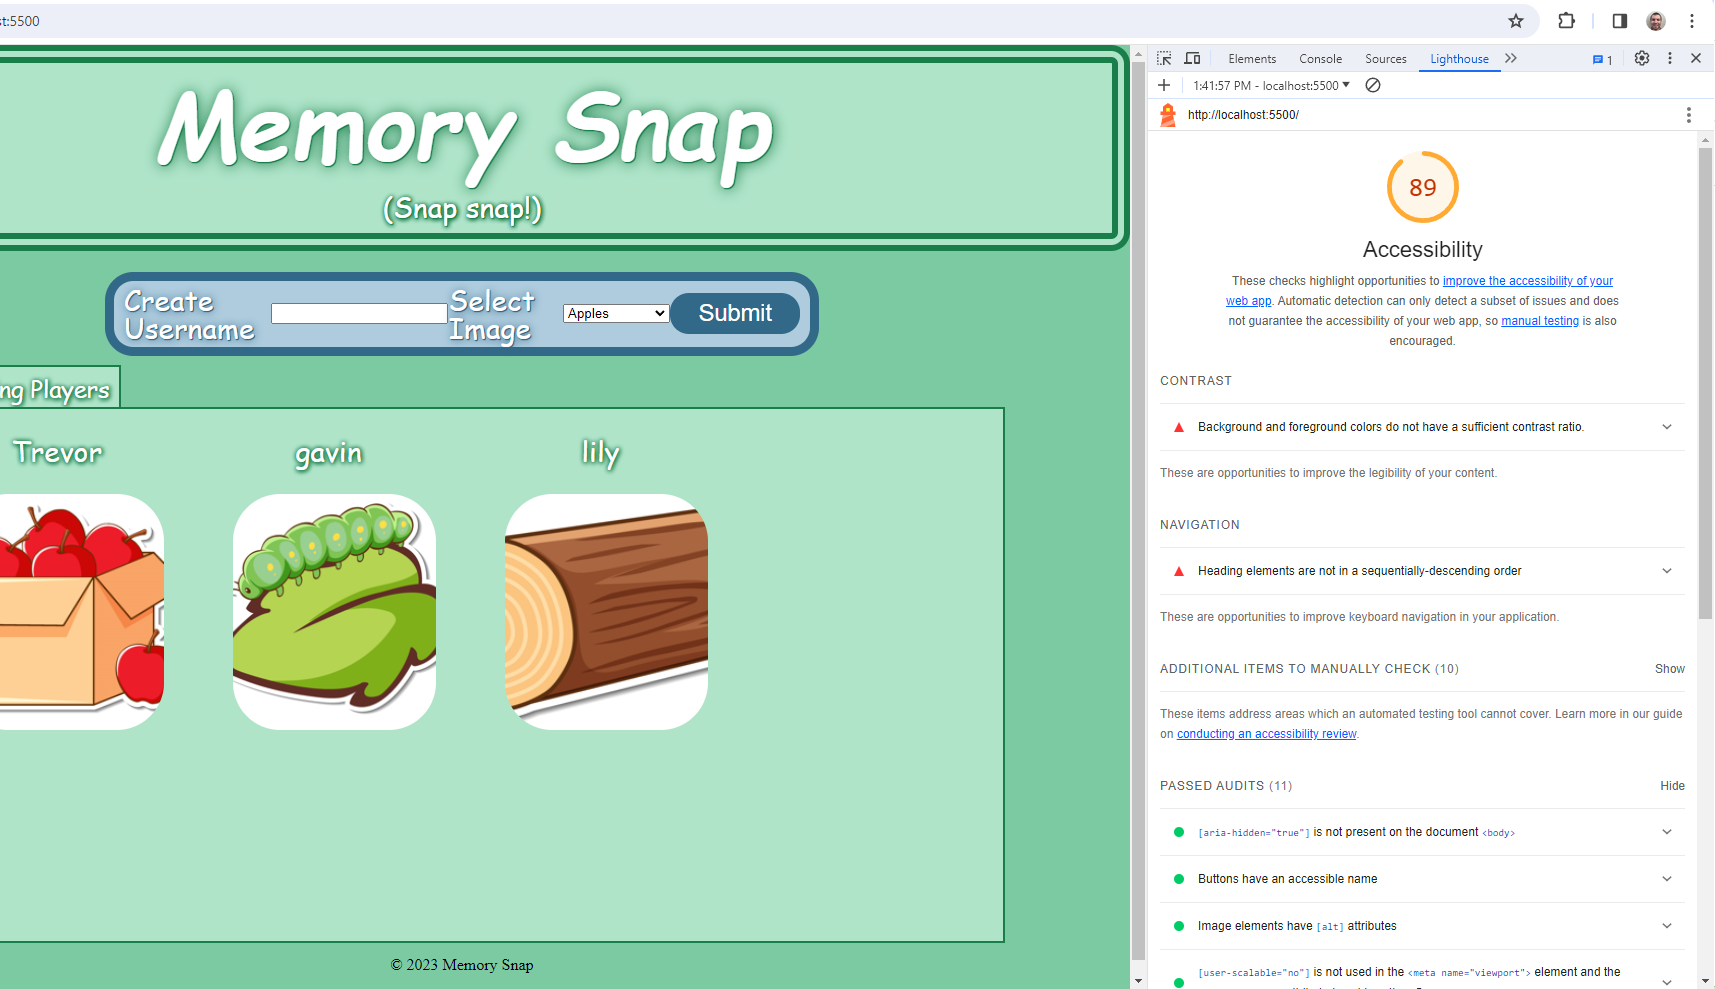 st:5500
Memory Snap
(Snap snap!)
Create
Username
Select
Image
Apples
Submit
ng Players
Trevor
gavin
lily
© 2023 Memory Snap
Elements Console Sources Lighthouse 1
1:41:57 PM - localhost:5500
http://localhost:5500/
89
Accessibility
These checks highlight opportunities to improve the accessibility of your
web app. Automatic detection can only detect a subset of issues and does
not guarantee the accessibility of your web app, so manual testing is also
encouraged.
CONTRAST
Background and foreground colors do not have a sufficient contrast ratio.
These are opportunities to improve the legibility of your content.
NAVIGATION
Heading elements are not in a sequentially-descending order
These are opportunities to improve keyboard navigation in your application.
ADDITIONAL ITEMS TO MANUALLY CHECK (10) Show
These items address areas which an automated testing tool cannot cover. Learn more in our guide
on conducting an accessibility review.
PASSED AUDITS (11) Hide
[aria-hidden="true"] is not present on the document <body>
Buttons have an accessible name
Image elements have [alt] attributes
[user-scalable="no"] is not used in the <meta name="viewport"> element and the